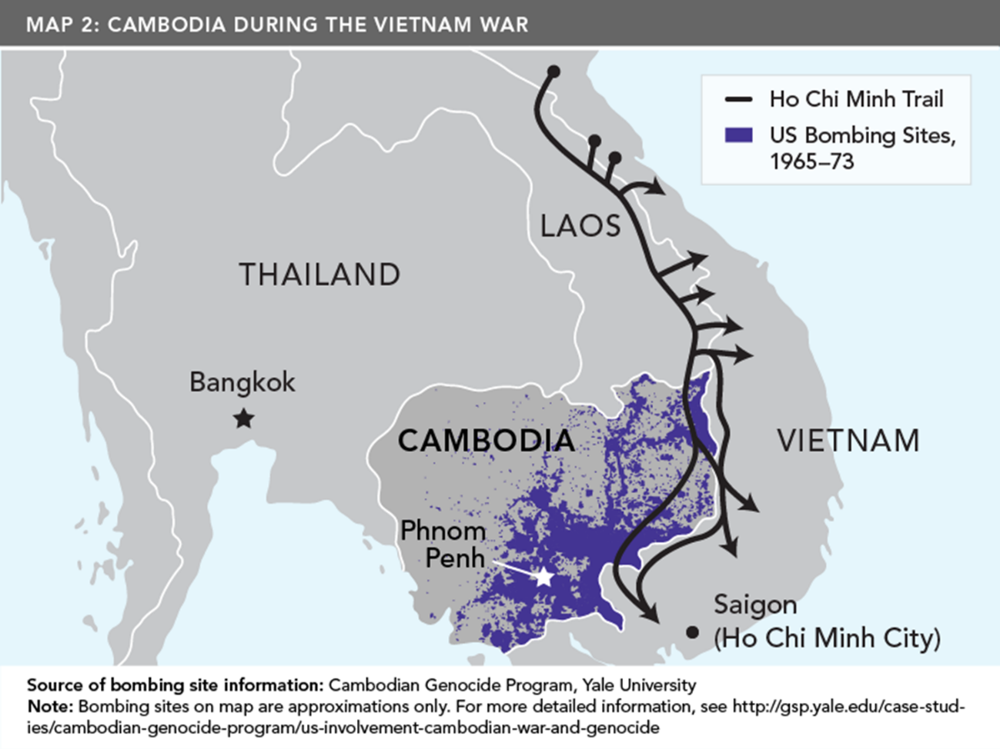 MAP 2: CAMBODIA DURING THE VIETNAM WAR
Ho Chi Minh Trail
US Bombing Sites,
1965–73
LAOS
THAILAND
Bangkok
CAMBODIA
VIETNAM
Phnom
Penh
Saigon
(Ho Chi Minh City)
Source of bombing site information: Cambodian Genocide Program, Yale University
Note: Bombing sites on map are approximations only. For more detailed information, see http://gsp.yale.edu/case-stud-
ies/cambodian-genocide-program/us-involvement-cambodian-war-and-genocide